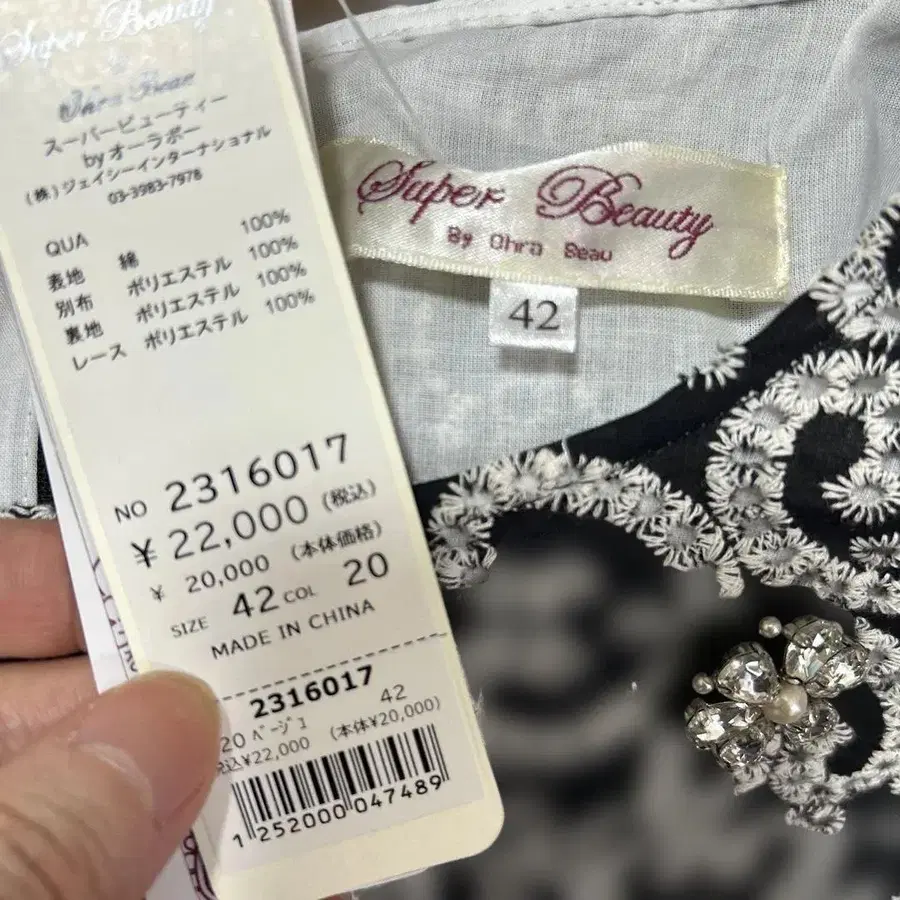 Super Beauty
by
Ohra Beau
スーパービューティー
by オーラボー
(株)ジェイシーインターナショナル
03-3983-7978
QUA
表地 綿 100%
別布 ポリエステル 100%
裏地 ポリエステル 100%
レース ポリエステル 100%
NO 2316017
¥22,000 (税込)
¥ 20,000 (本体価格)
SIZE 42 COL 20
MADE IN CHINA
2316017
20 ベージュ 42
税込¥22,000 (本体¥20,000)
1252000047489
Super Beauty
By Ohra Beau
42